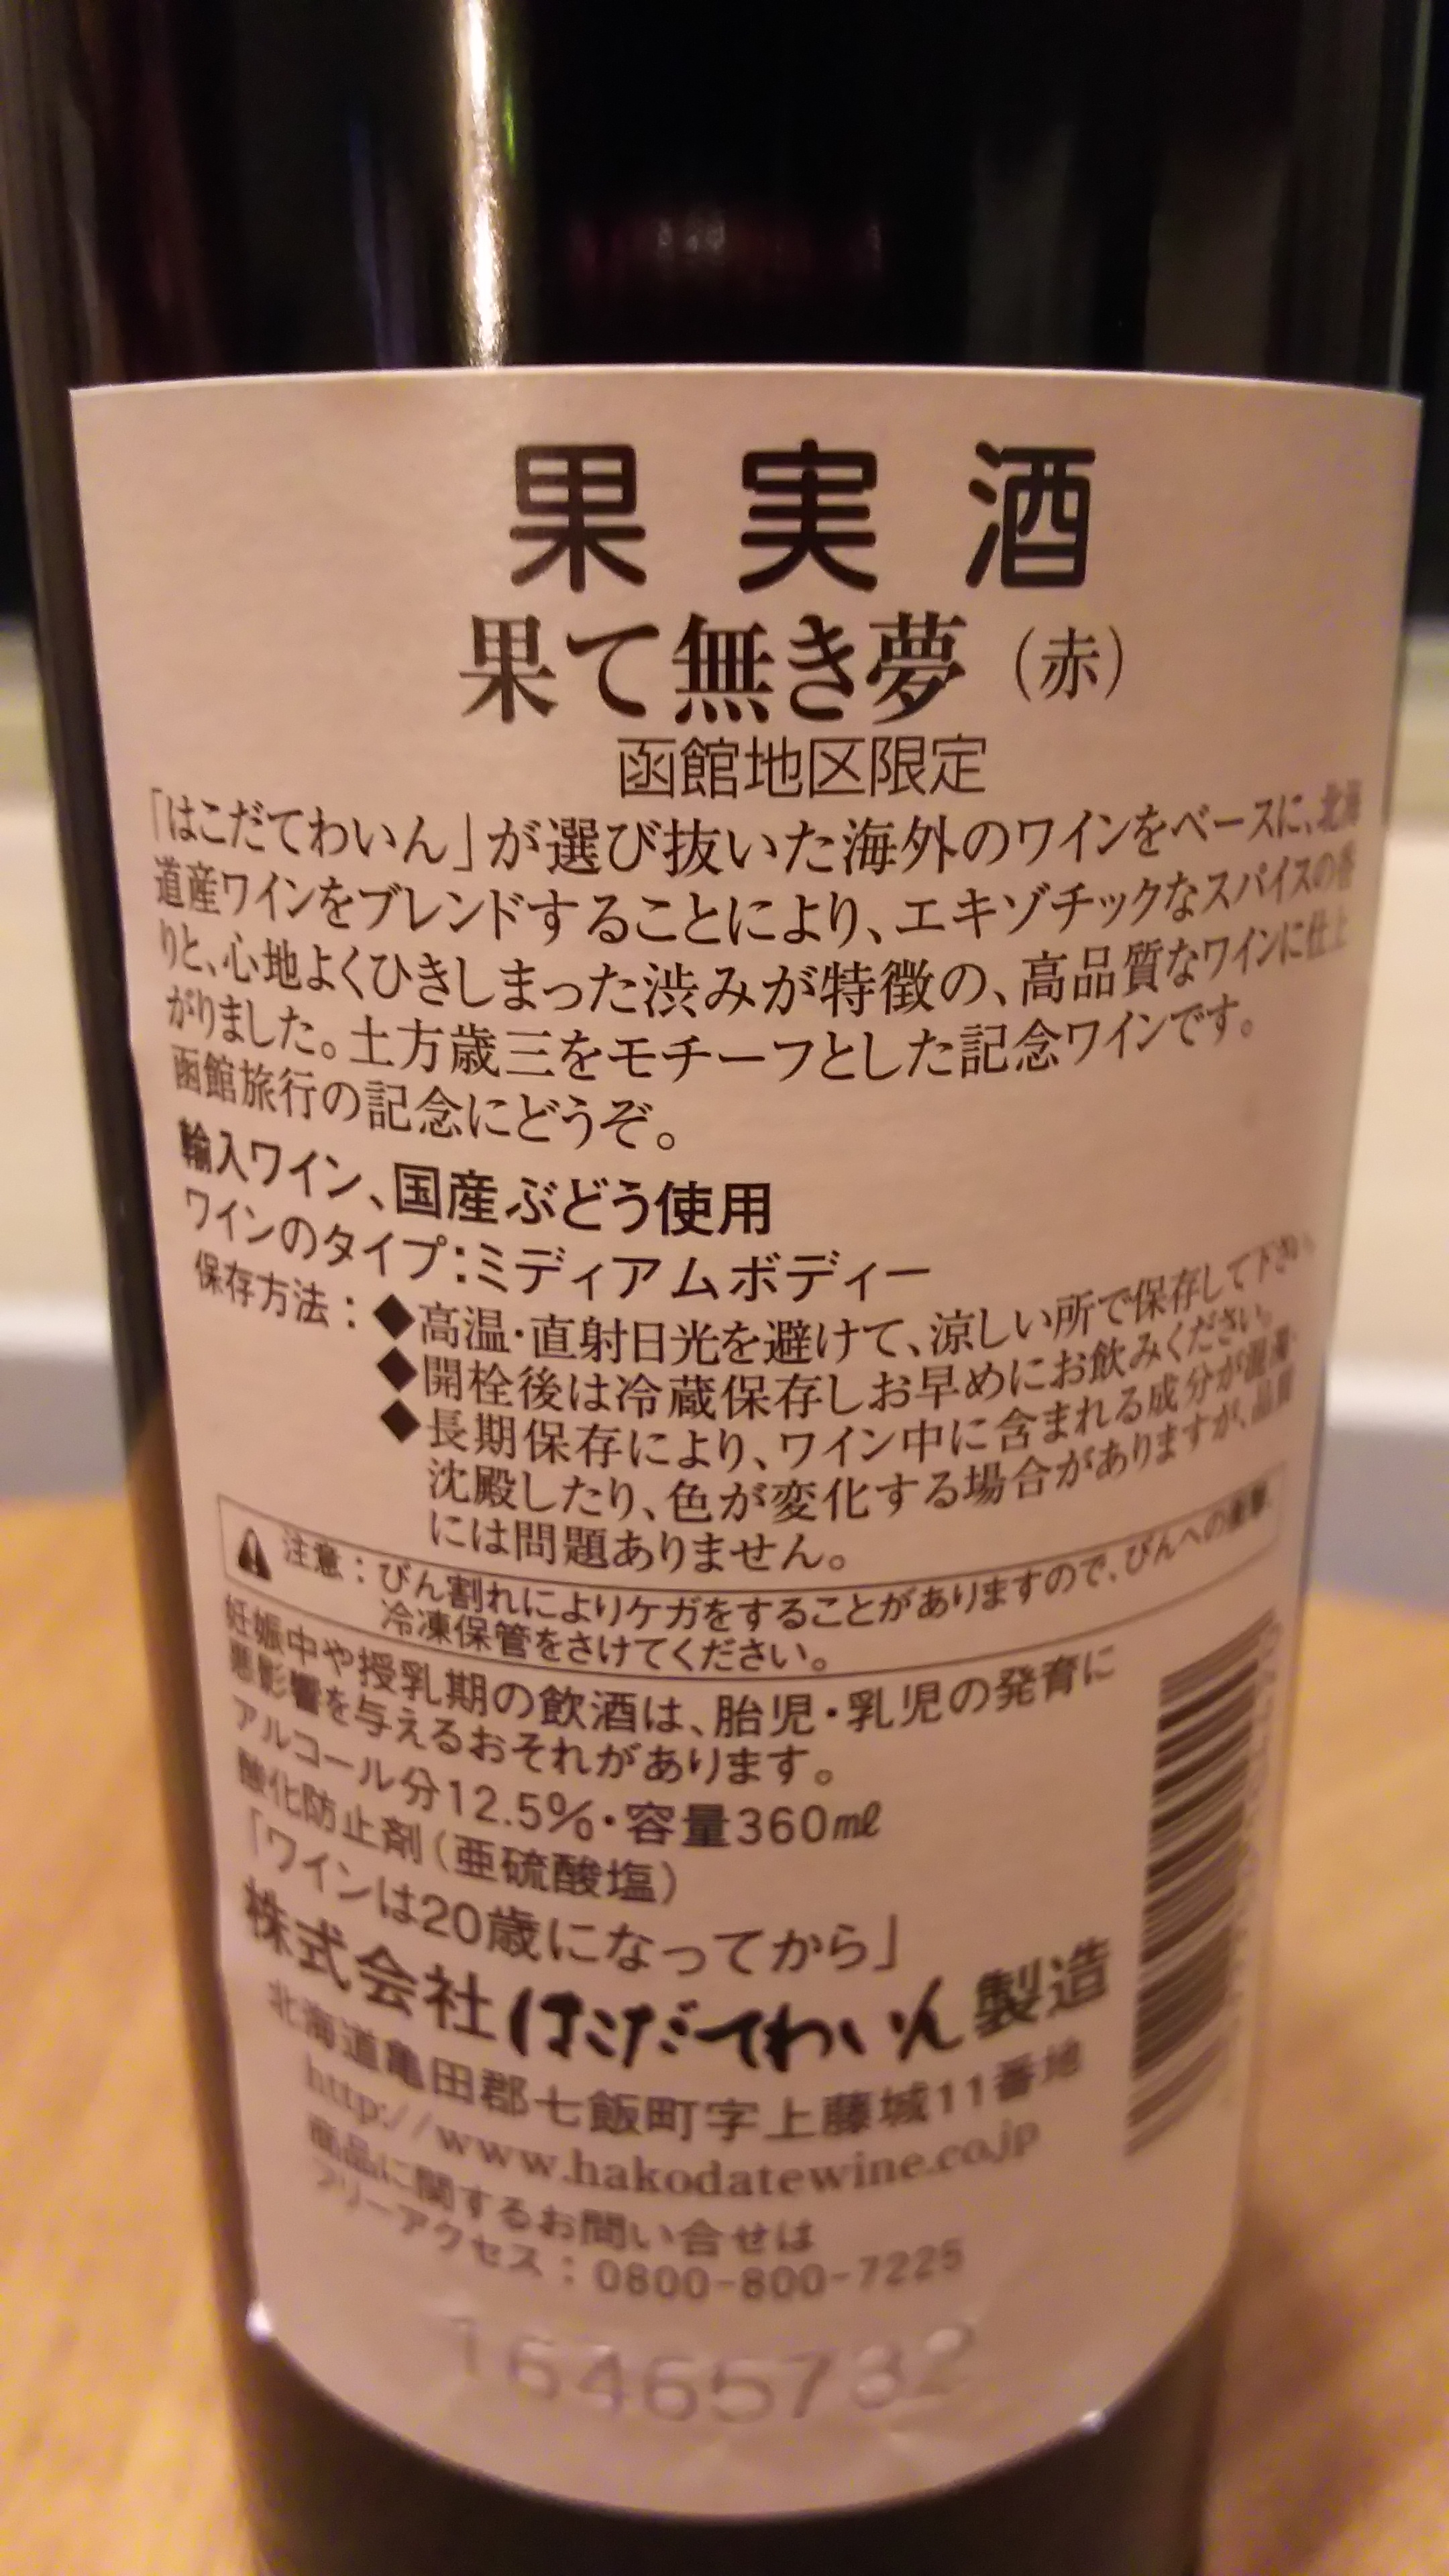 果実酒
果て無き夢（赤）
函館地区限定
「はこだてわいん」が選び抜いた海外のワインをベースに、北海
道産ワインをブレンドすることにより、エキゾチックなスパイスの香
りと、心地よくひきしまった渋みが特徴の、高品質なワインに仕上
がりました。土方歳三をモチーフとした記念ワインです。
函館旅行の記念にどうぞ。
輸入ワイン、国産ぶどう使用
ワインのタイプ：ミディアムボディー
保存方法：◆高温・直射日光を避けて、涼しい所で保存して下さい。
◆開栓後は冷蔵保存しお早めにお飲みください。
◆長期保存により、ワイン中に含まれる成分が混濁・
沈殿したり、色が変化する場合がありますが、品質
には問題ありません。
注意：びん割れによりケガをすることがありますので、びんへの衝撃、
冷凍保管をさけてください。
妊娠中や授乳期の飲酒は、胎児・乳児の発育に
悪影響を与えるおそれがあります。
アルコール分12.5%・容量360㎖
酸化防止剤（亜硫酸塩）
「ワインは20歳になってから」
株式会社はこだてわいん製造
北海道亀田郡七飯町字上藤城11番地
http://www.hakodatewine.co.jp
商品に関するお問い合せは
フリーアクセス：0800-800-7225
16465732